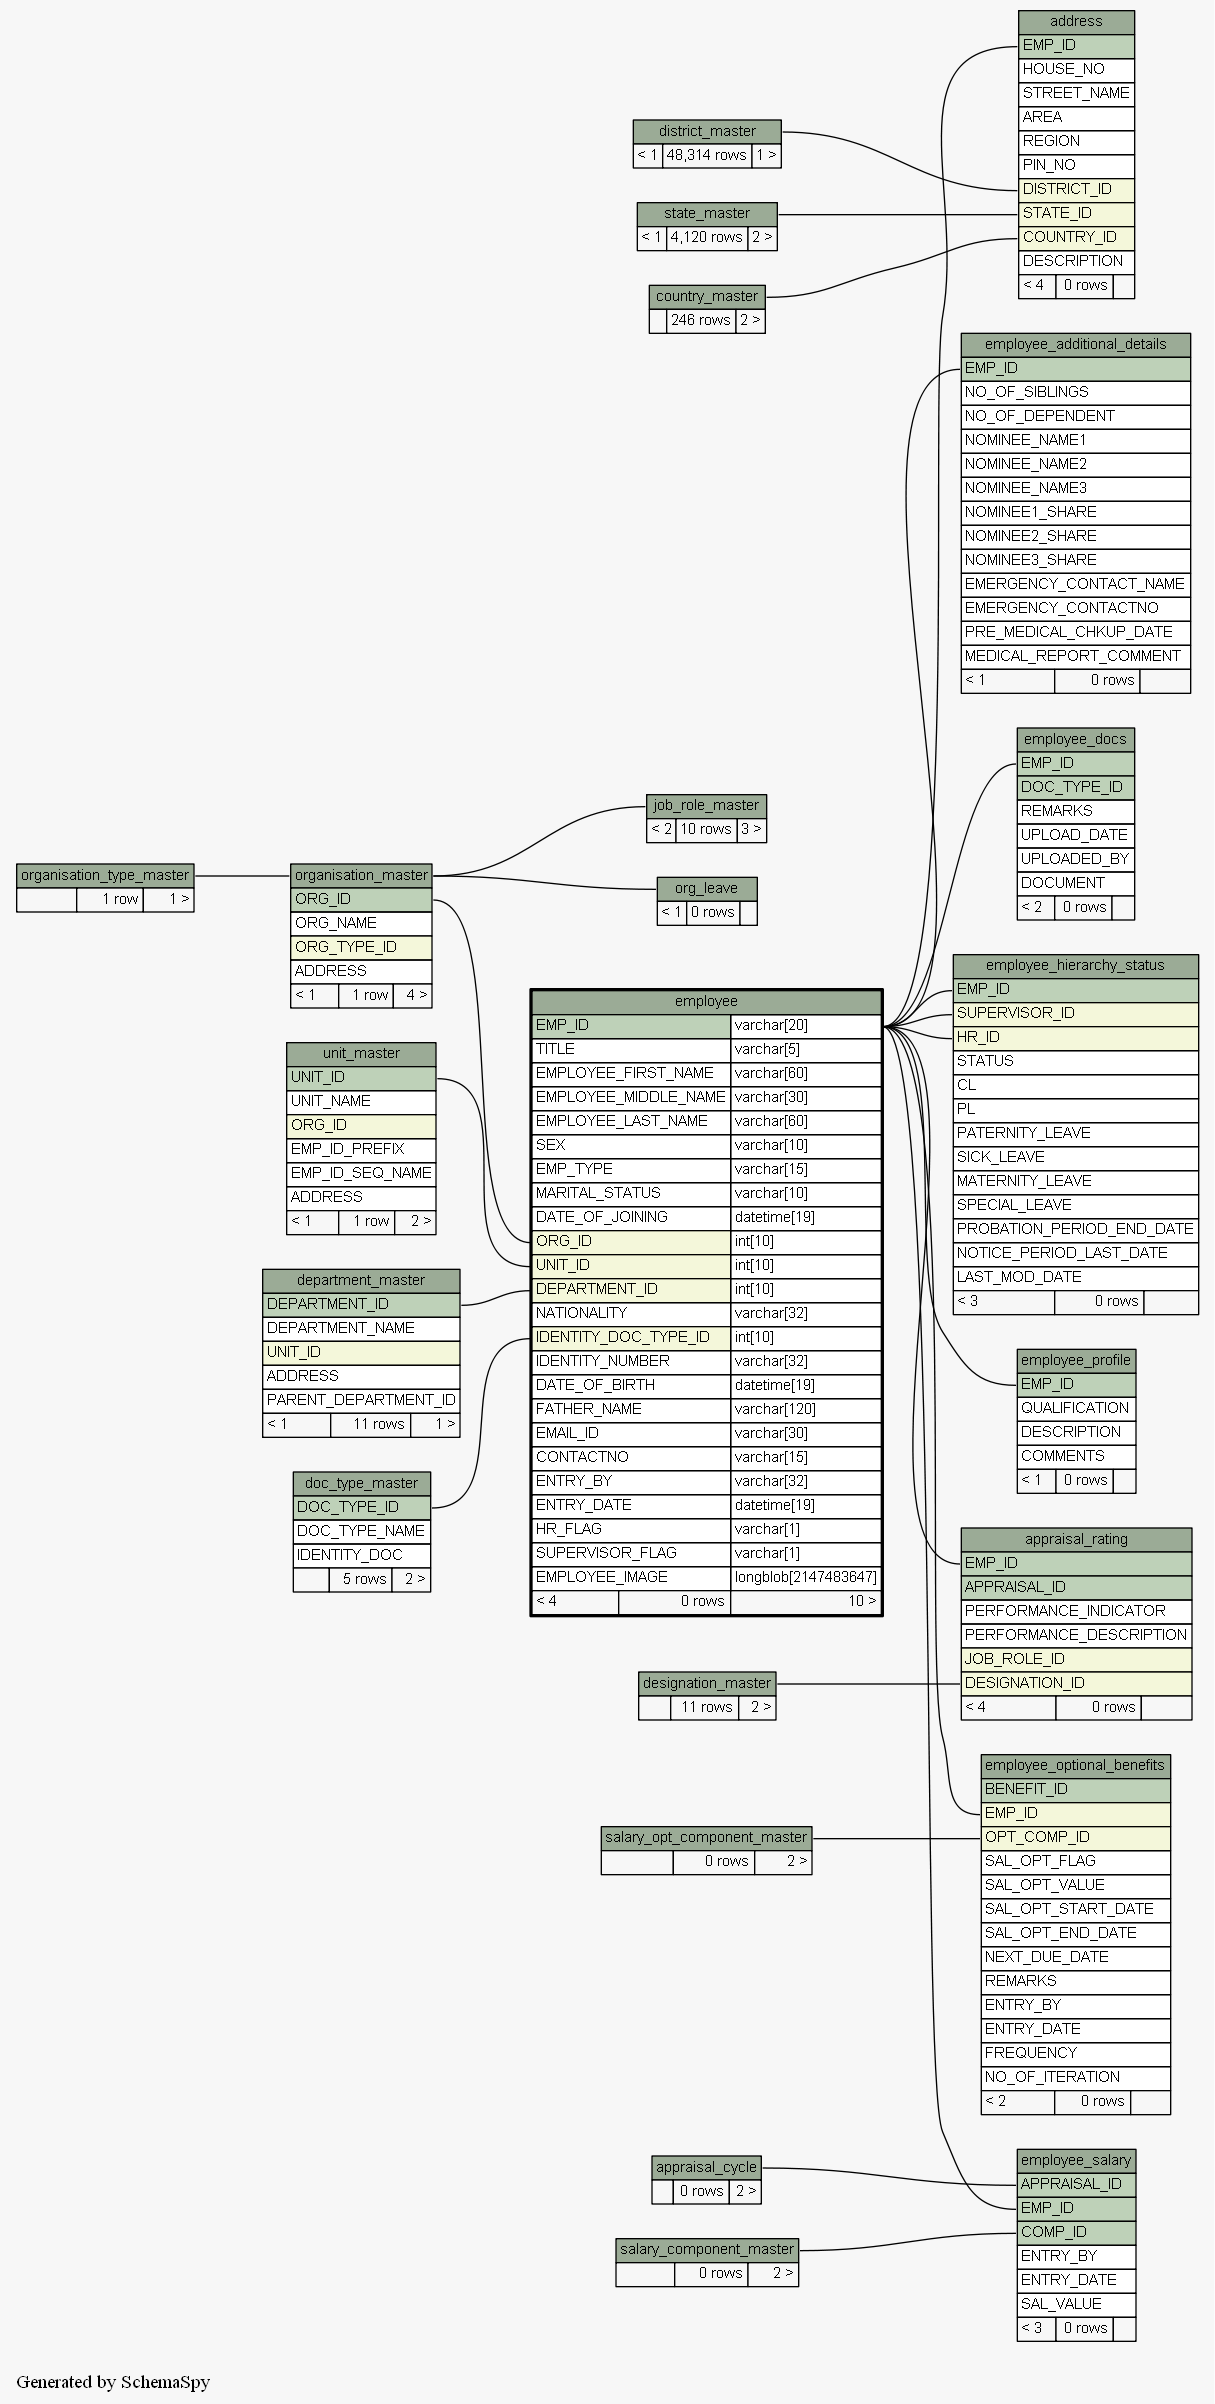 address
EMP_ID
HOUSE_NO
STREET_NAME
AREA
REGION
PIN_NO
DISTRICT_ID
STATE_ID
COUNTRY_ID
DESCRIPTION
< 4 0 rows
district_master
< 1 48,314 rows 1 >
state_master
< 1 4,120 rows 2 >
country_master
246 rows 2 >
employee_additional_details
EMP_ID
NO_OF_SIBLINGS
NO_OF_DEPENDENT
NOMINEE_NAME1
NOMINEE_NAME2
NOMINEE_NAME3
NOMINEE1_SHARE
NOMINEE2_SHARE
NOMINEE3_SHARE
EMERGENCY_CONTACT_NAME
EMERGENCY_CONTACTNO
PRE_MEDICAL_CHKUP_DATE
MEDICAL_REPORT_COMMENT
< 1 0 rows
employee_docs
EMP_ID
DOC_TYPE_ID
REMARKS
UPLOAD_DATE
UPLOADED_BY
DOCUMENT
< 2 0 rows
job_role_master
< 2 10 rows 3 >
org_leave
< 1 0 rows
organisation_type_master
1 row 1 >
organisation_master
ORG_ID
ORG_NAME
ORG_TYPE_ID
ADDRESS
< 1 1 row 4 >
unit_master
UNIT_ID
UNIT_NAME
ORG_ID
EMP_ID_PREFIX
EMP_ID_SEQ_NAME
ADDRESS
< 1 1 row 2 >
department_master
DEPARTMENT_ID
DEPARTMENT_NAME
UNIT_ID
ADDRESS
PARENT_DEPARTMENT_ID
< 1 11 rows 1 >
doc_type_master
DOC_TYPE_ID
DOC_TYPE_NAME
IDENTITY_DOC
5 rows 2 >
employee
EMP_ID varchar[20]
TITLE varchar[5]
EMPLOYEE_FIRST_NAME varchar[60]
EMPLOYEE_MIDDLE_NAME varchar[30]
EMPLOYEE_LAST_NAME varchar[60]
SEX varchar[10]
EMP_TYPE varchar[15]
MARITAL_STATUS varchar[10]
DATE_OF_JOINING datetime[19]
ORG_ID int[10]
UNIT_ID int[10]
DEPARTMENT_ID int[10]
NATIONALITY varchar[32]
IDENTITY_DOC_TYPE_ID int[10]
IDENTITY_NUMBER varchar[32]
DATE_OF_BIRTH datetime[19]
FATHER_NAME varchar[120]
EMAIL_ID varchar[30]
CONTACTNO varchar[15]
ENTRY_BY varchar[32]
ENTRY_DATE datetime[19]
HR_FLAG varchar[1]
SUPERVISOR_FLAG varchar[1]
EMPLOYEE_IMAGE longblob[2147483647]
< 4 0 rows 10 >
employee_hierarchy_status
EMP_ID
SUPERVISOR_ID
HR_ID
STATUS
CL
PL
PATERNITY_LEAVE
SICK_LEAVE
MATERNITY_LEAVE
SPECIAL_LEAVE
PROBATION_PERIOD_END_DATE
NOTICE_PERIOD_LAST_DATE
LAST_MOD_DATE
< 3 0 rows
employee_profile
EMP_ID
QUALIFICATION
DESCRIPTION
COMMENTS
< 1 0 rows
appraisal_rating
EMP_ID
APPRAISAL_ID
PERFORMANCE_INDICATOR
PERFORMANCE_DESCRIPTION
JOB_ROLE_ID
DESIGNATION_ID
< 4 0 rows
designation_master
11 rows 2 >
employee_optional_benefits
BENEFIT_ID
EMP_ID
OPT_COMP_ID
SAL_OPT_FLAG
SAL_OPT_VALUE
SAL_OPT_START_DATE
SAL_OPT_END_DATE
NEXT_DUE_DATE
REMARKS
ENTRY_BY
ENTRY_DATE
FREQUENCY
NO_OF_ITERATION
< 2 0 rows
salary_opt_component_master
0 rows 2 >
appraisal_cycle
0 rows 2 >
salary_component_master
0 rows 2 >
employee_salary
APPRAISAL_ID
EMP_ID
COMP_ID
ENTRY_BY
ENTRY_DATE
SAL_VALUE
< 3 0 rows
Generated by SchemaSpy